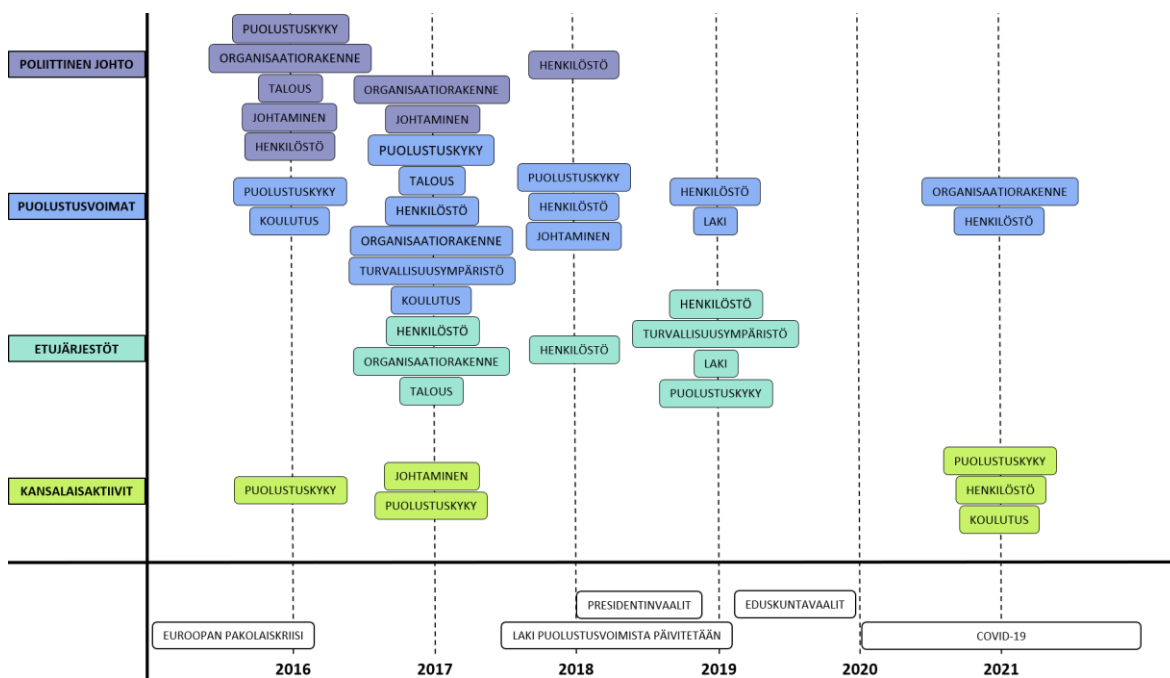 POLIITTINEN JOHTO
PUOLUSTUSKYKY
ORGANISAATIORAKENNE
TALOUS
JOHTAMINEN
HENKILÖSTÖ
ORGANISAATIORAKENNE
JOHTAMINEN
HENKILÖSTÖ
PUOLUSTUSVOIMAT
PUOLUSTUSKYKY
KOULUTUS
PUOLUSTUSKYKY
TALOUS
HENKILÖSTÖ
ORGANISAATIORAKENNE
TURVALLISUUSYMPÄRISTÖ
KOULUTUS
PUOLUSTUSKYKY
HENKILÖSTÖ
JOHTAMINEN
HENKILÖSTÖ
LAKI
ORGANISAATIORAKENNE
HENKILÖSTÖ
ETUJÄRJESTÖT
HENKILÖSTÖ
ORGANISAATIORAKENNE
TALOUS
HENKILÖSTÖ
HENKILÖSTÖ
TURVALLISUUSYMPÄRISTÖ
LAKI
PUOLUSTUSKYKY
KANSALAISAKTIIVIT
PUOLUSTUSKYKY
JOHTAMINEN
PUOLUSTUSKYKY
PUOLUSTUSKYKY
HENKILÖSTÖ
KOULUTUS
PRESIDENTINVAALIT
EDUSKUNTAVAALIT
EUROOPAN PAKOLAISKRIISI
LAKI PUOLUSTUSVOIMISTA PÄIVITETÄÄN
COVID-19
2016
2017
2018
2019
2020
2021